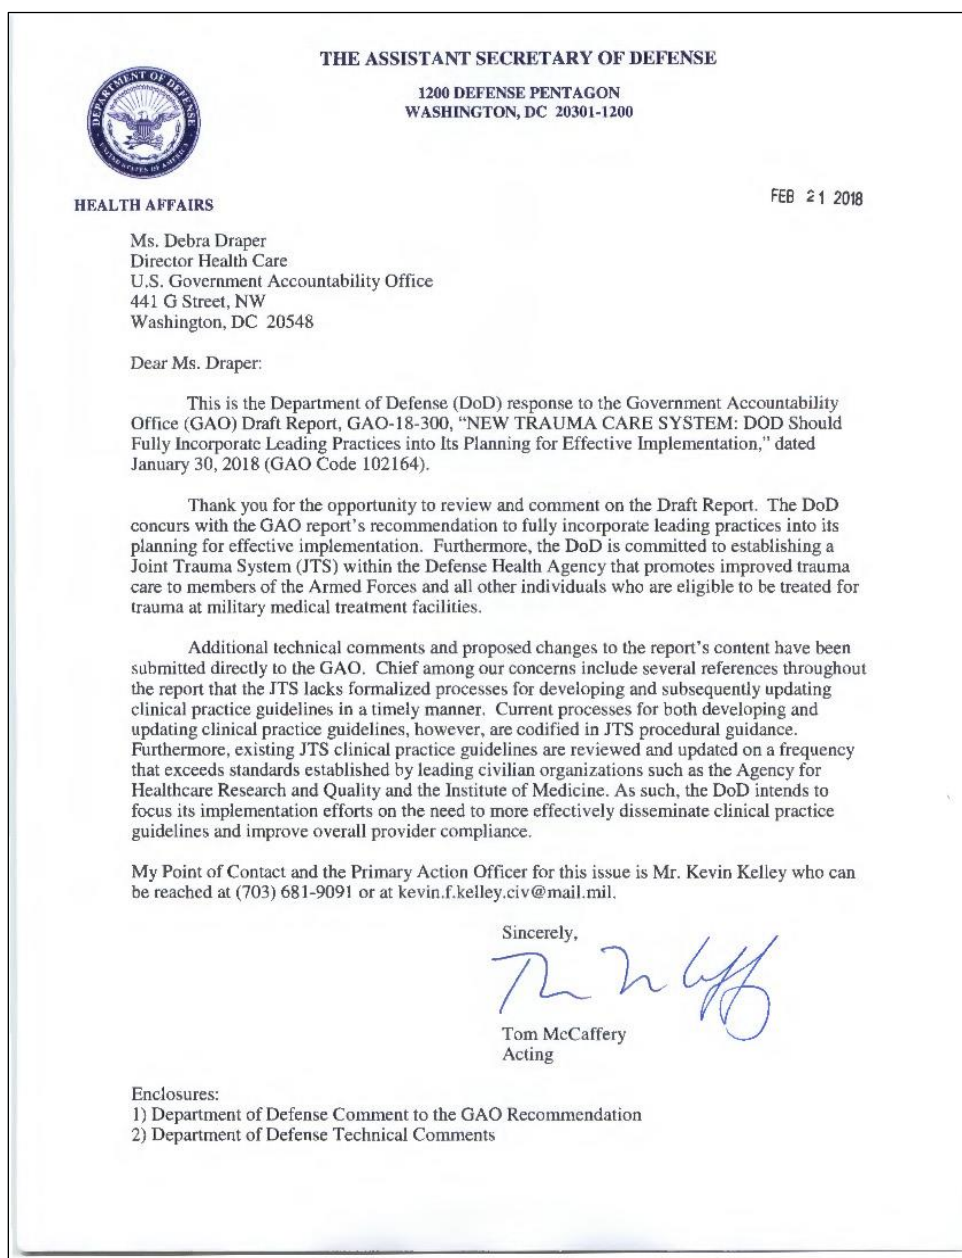 THE ASSISTANT SECRETARY OF DEFENSE
1200 DEFENSE PENTAGON
WASHINGTON, DC 20301-1200
DEPARTMENT OF DEFENSE
UNITED STATES OF AMERICA
HEALTH AFFAIRS
FEB 21 2018
Ms. Debra Draper
Director Health Care
U.S. Government Accountability Office
441 G Street, NW
Washington, DC 20548
Dear Ms. Draper:
This is the Department of Defense (DoD) response to the Government Accountability
Office (GAO) Draft Report, GAO-18-300, “NEW TRAUMA CARE SYSTEM: DOD Should
Fully Incorporate Leading Practices into Its Planning for Effective Implementation,” dated
January 30, 2018 (GAO Code 102164).
Thank you for the opportunity to review and comment on the Draft Report. The DoD
concurs with the GAO report’s recommendation to fully incorporate leading practices into its
planning for effective implementation. Furthermore, the DoD is committed to establishing a
Joint Trauma System (JTS) within the Defense Health Agency that promotes improved trauma
care to members of the Armed Forces and all other individuals who are eligible to be treated for
trauma at military medical treatment facilities.
Additional technical comments and proposed changes to the report’s content have been
submitted directly to the GAO. Chief among our concerns include several references throughout
the report that the JTS lacks formalized processes for developing and subsequently updating
clinical practice guidelines in a timely manner. Current processes for both developing and
updating clinical practice guidelines, however, are codified in JTS procedural guidance.
Furthermore, existing JTS clinical practice guidelines are reviewed and updated on a frequency
that exceeds standards established by leading civilian organizations such as the Agency for
Healthcare Research and Quality and the Institute of Medicine. As such, the DoD intends to
focus its implementation efforts on the need to more effectively disseminate clinical practice
guidelines and improve overall provider compliance.
My Point of Contact and the Primary Action Officer for this issue is Mr. Kevin Kelley who can
be reached at (703) 681-9091 or at kevin.f.kelley.civ@mail.mil.
Sincerely,
Tom McCaffery
Acting
Enclosures:
1) Department of Defense Comment to the GAO Recommendation
2) Department of Defense Technical Comments